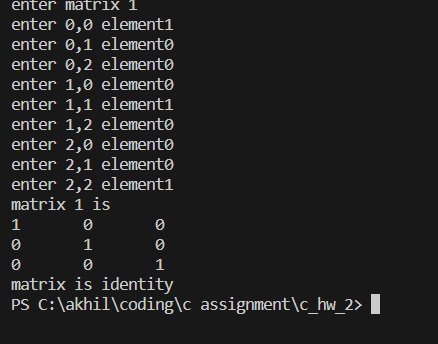 enter matrix 1
enter 0,0 element1
enter 0,1 element0
enter 0,2 element0
enter 1,0 element0
enter 1,1 element1
enter 1,2 element0
enter 2,0 element0
enter 2,1 element0
enter 2,2 element1
matrix 1 is
1 0 0
0 1 0
0 0 1
matrix is identity
PS C:\akhil\coding\c assignment\c_hw_2>